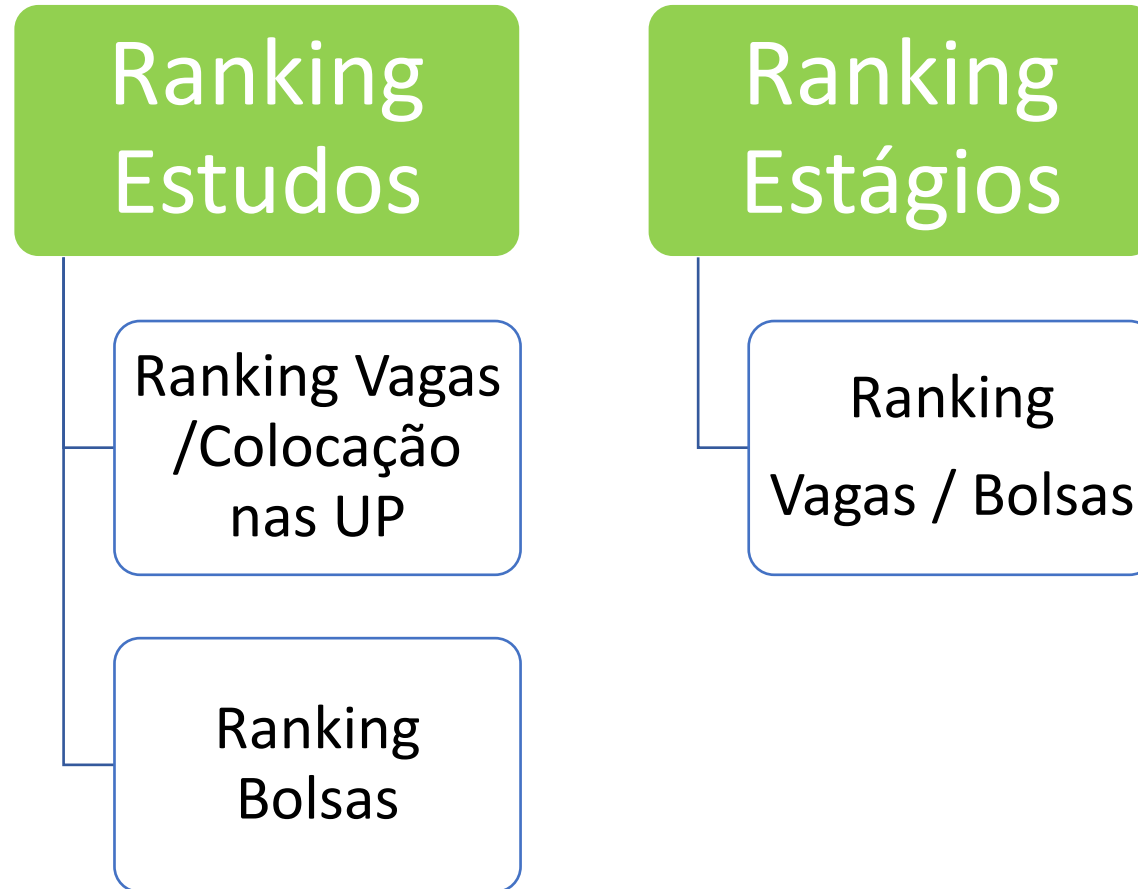 Ranking
Estudos
Ranking Vagas
/Colocação
nas UP
Ranking
Bolsas
Ranking
Estágios
Ranking
Vagas / Bolsas